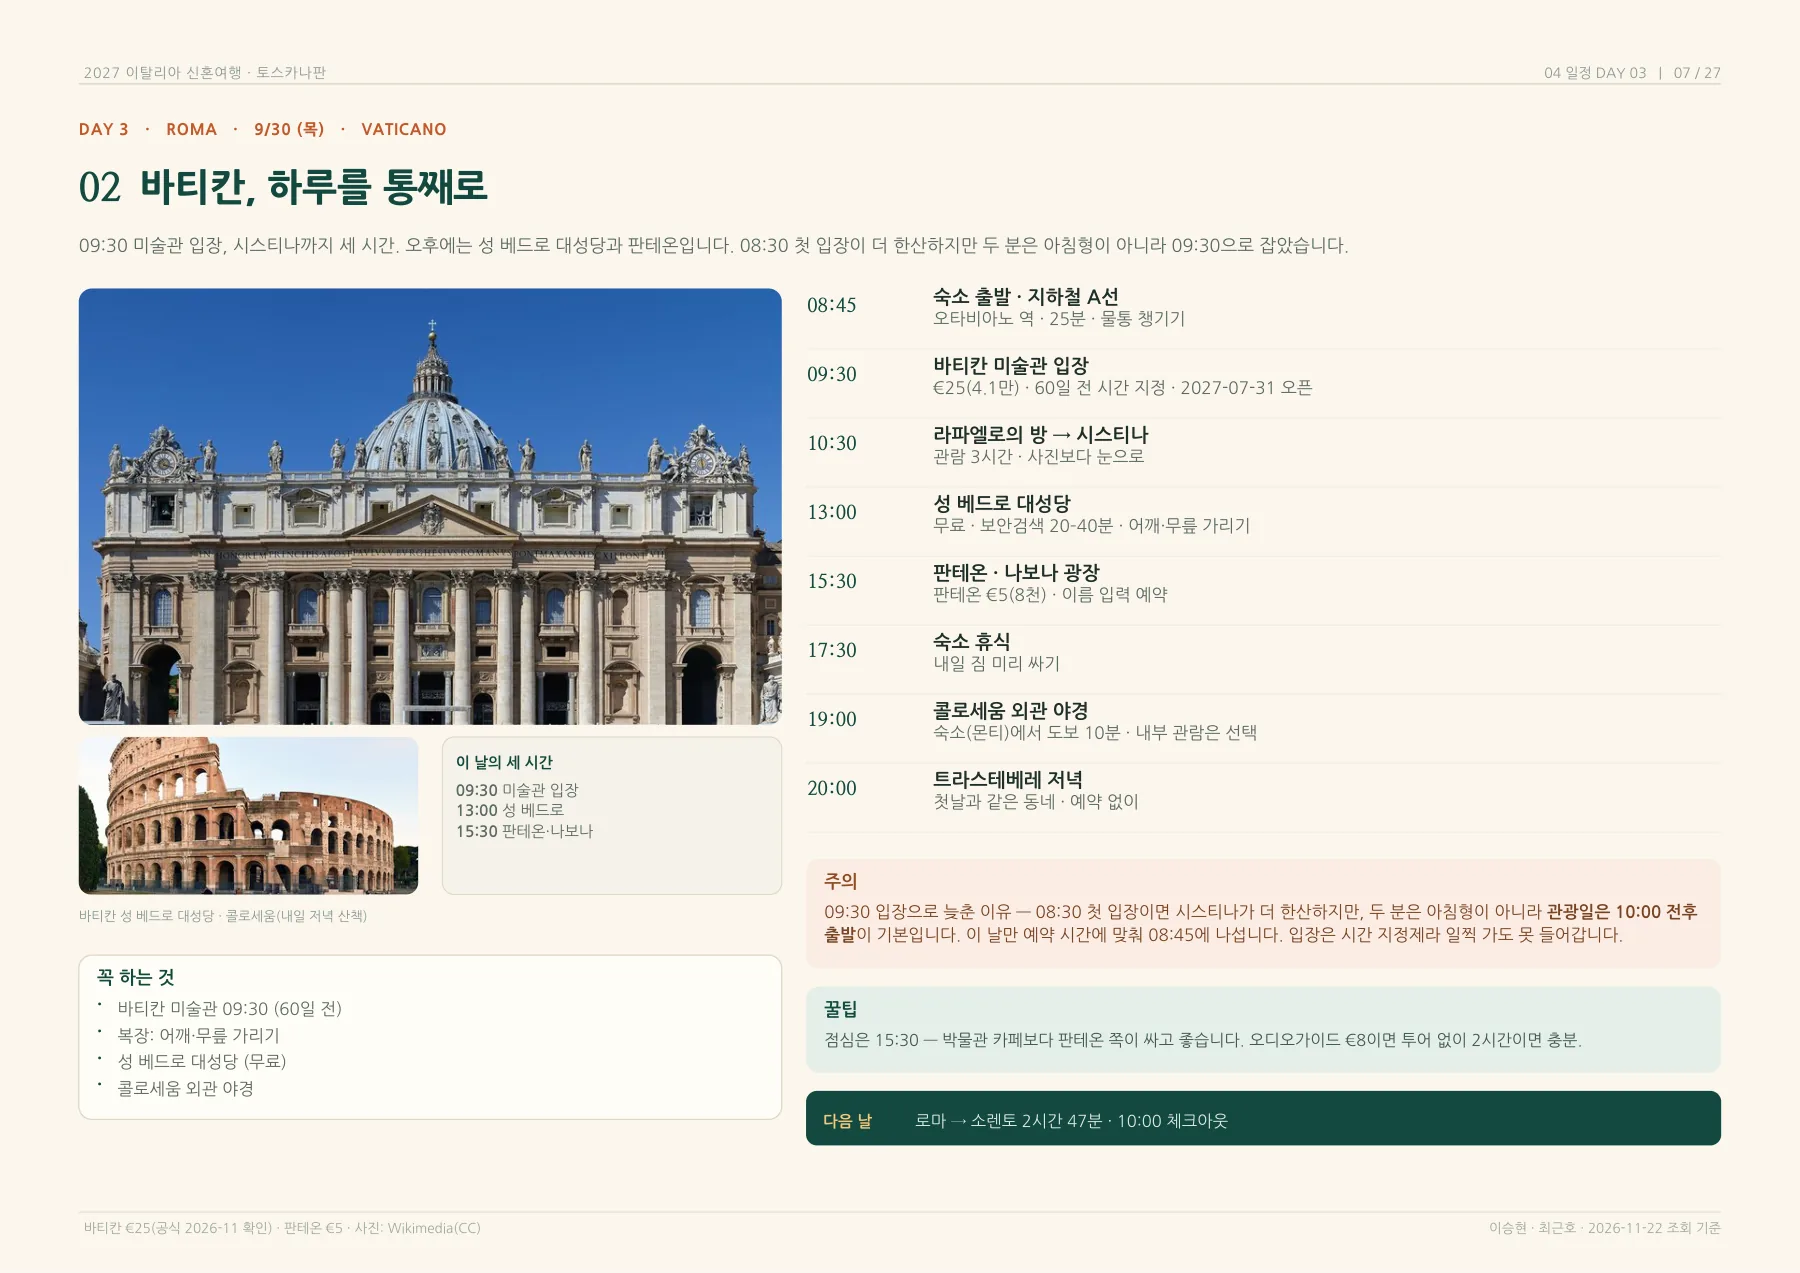 2027 이탈리아 신혼여행 · 토스카나판
04 일정 DAY 03 | 07 / 27
DAY 3 · ROMA · 9/30 (목) · VATICANO
02 바티칸, 하루를 통째로
09:30 미술관 입장, 시스티나까지 세 시간. 오후에는 성 베드로 대성당과 판테온입니다. 08:30 첫 입장이 더 한산하지만 두 분은 아침형이 아니라 09:30으로 잡았습니다.
바티칸 성 베드로 대성당 · 콜로세움(내일 저녁 산책)
이 날의 세 시간
09:30 미술관 입장
13:00 성 베드로
15:30 판테온·나보나
꼭 하는 것
· 바티칸 미술관 09:30 (60일 전)
· 복장: 어깨·무릎 가리기
· 성 베드로 대성당 (무료)
· 콜로세움 외관 야경
08:45 숙소 출발 · 지하철 A선
오타비아노 역 · 25분 · 물통 챙기기
09:30 바티칸 미술관 입장
€25(4.1만) · 60일 전 시간 지정 · 2027-07-31 오픈
10:30 라파엘로의 방 → 시스티나
관람 3시간 · 사진보다 눈으로
13:00 성 베드로 대성당
무료 · 보안검색 20-40분 · 어깨·무릎 가리기
15:30 판테온 · 나보나 광장
판테온 €5(8천) · 이름 입력 예약
17:30 숙소 휴식
내일 짐 미리 싸기
19:00 콜로세움 외관 야경
숙소(몬티)에서 도보 10분 · 내부 관람은 선택
20:00 트라스테베레 저녁
첫날과 같은 동네 · 예약 없이
주의
09:30 입장으로 늦춘 이유 — 08:30 첫 입장이면 시스티나가 더 한산하지만, 두 분은 아침형이 아니라 관광일은 10:00 전후
출발이 기본입니다. 이 날만 예약 시간에 맞춰 08:45에 나섭니다. 입장은 시간 지정제라 일찍 가도 못 들어갑니다.
꿀팁
점심은 15:30 — 박물관 카페보다 판테온 쪽이 싸고 좋습니다. 오디오가이드 €8이면 투어 없이 2시간이면 충분.
다음 날 로마 → 소렌토 2시간 47분 · 10:00 체크아웃
바티칸 €25(공식 2026-11 확인) · 판테온 €5 · 사진: Wikimedia(CC)
이승현 · 최근호 · 2026-11-22 조회 기준